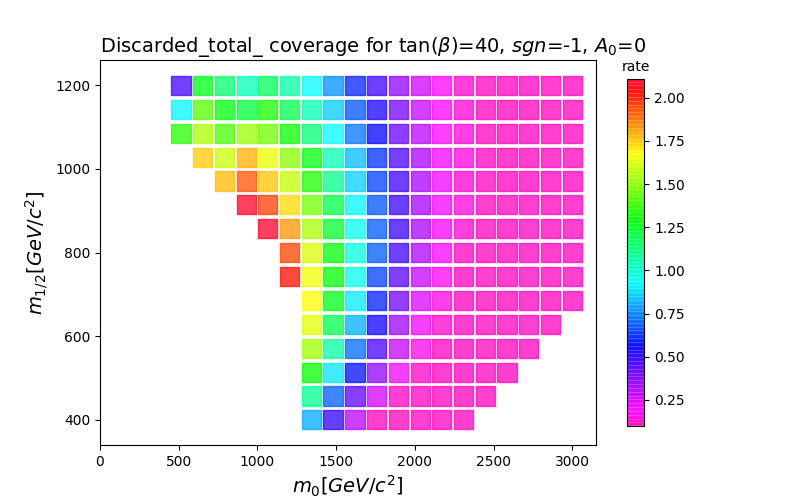 Discarded_total_ coverage for tan(β)=40, sgn=-1, A₀=0
rate
1200
1000
800
600
400
m₁/₂[GeV/c²]
0 500 1000 1500 2000 2500 3000
m₀[GeV/c²]
2.00
1.75
1.50
1.25
1.00
0.75
0.50
0.25